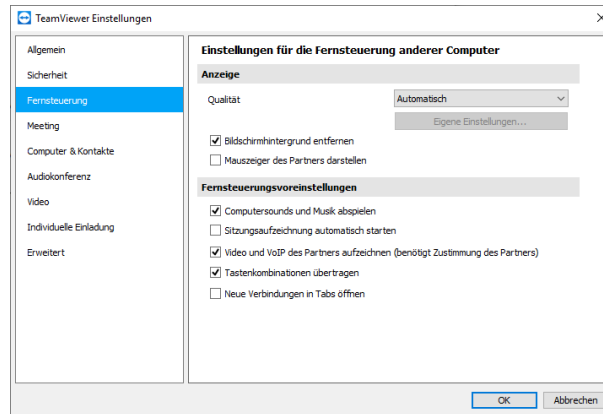 TeamViewer Einstellungen
Allgemein
Sicherheit
Fernsteuerung
Meeting
Computer & Kontakte
Audiokonferenz
Video
Individuelle Einladung
Erweitert
Einstellungen für die Fernsteuerung anderer Computer
Anzeige
Qualität
Automatisch
Eigene Einstellungen...
Bildschirmhintergrund entfernen
Mauszeiger des Partners darstellen
Fernsteuerungsvoreinstellungen
Computersounds und Musik abspielen
Sitzungsaufzeichnung automatisch starten
Video und VoIP des Partners aufzeichnen (benötigt Zustimmung des Partners)
Tastenkombinationen übertragen
Neue Verbindungen in Tabs öffnen
OK
Abbrechen